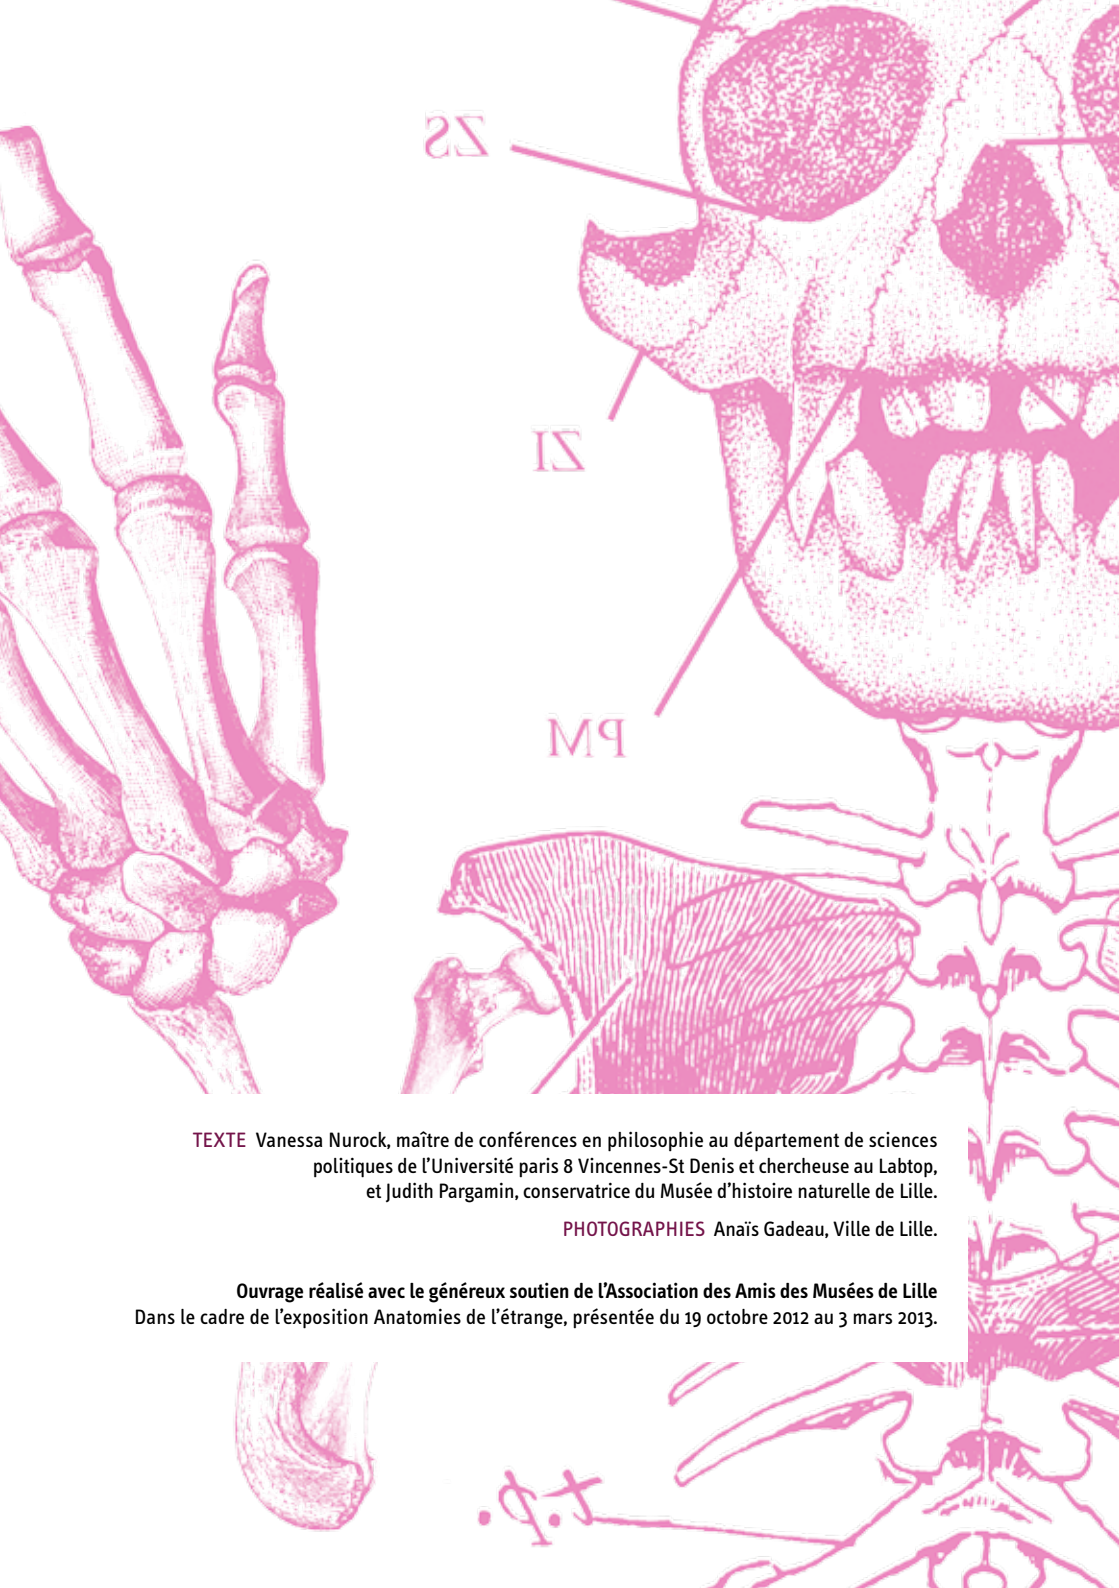 ZS
ZI
PM
TEXTE Vanessa Nurock, maître de conférences en philosophie au département de sciences
politiques de l’Université paris 8 Vincennes-St Denis et chercheuse au Labtop,
et Judith Pargamin, conservatrice du Musée d’histoire naturelle de Lille.
PHOTOGRAPHIES Anaïs Gadeau, Ville de Lille.
Ouvrage réalisé avec le généreux soutien de l’Association des Amis des Musées de Lille
Dans le cadre de l’exposition Anatomies de l’étrange, présentée du 19 octobre 2012 au 3 mars 2013.
t.p.